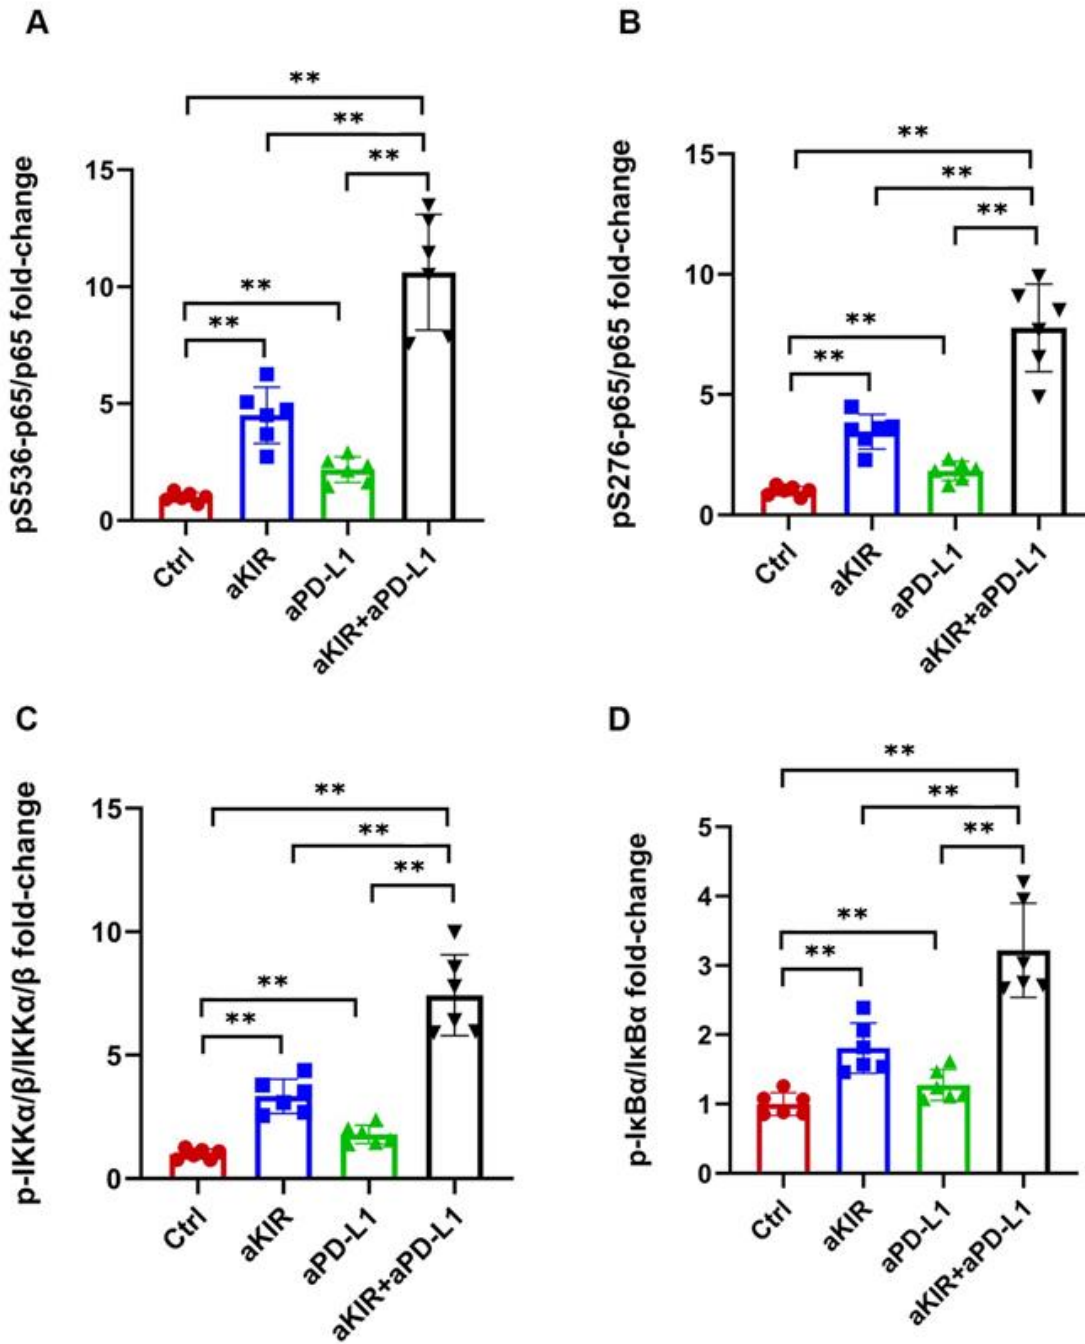 A
pS536-p65/p65 fold-change
15
10
5
0
**
**
**
**
**
Ctrl
aKIR
aPD-L1
aKIR+aPD-L1
B
pS276-p65/p65 fold-change
15
10
5
0
**
**
**
**
**
Ctrl
aKIR
aPD-L1
aKIR+aPD-L1
C
p-IKKα/β/IKKα/β fold-change
15
10
5
0
**
**
**
**
**
Ctrl
aKIR
aPD-L1
aKIR+aPD-L1
D
p-IκBα/IκBα fold-change
5
4
3
2
1
0
**
**
**
**
**
Ctrl
aKIR
aPD-L1
aKIR+aPD-L1